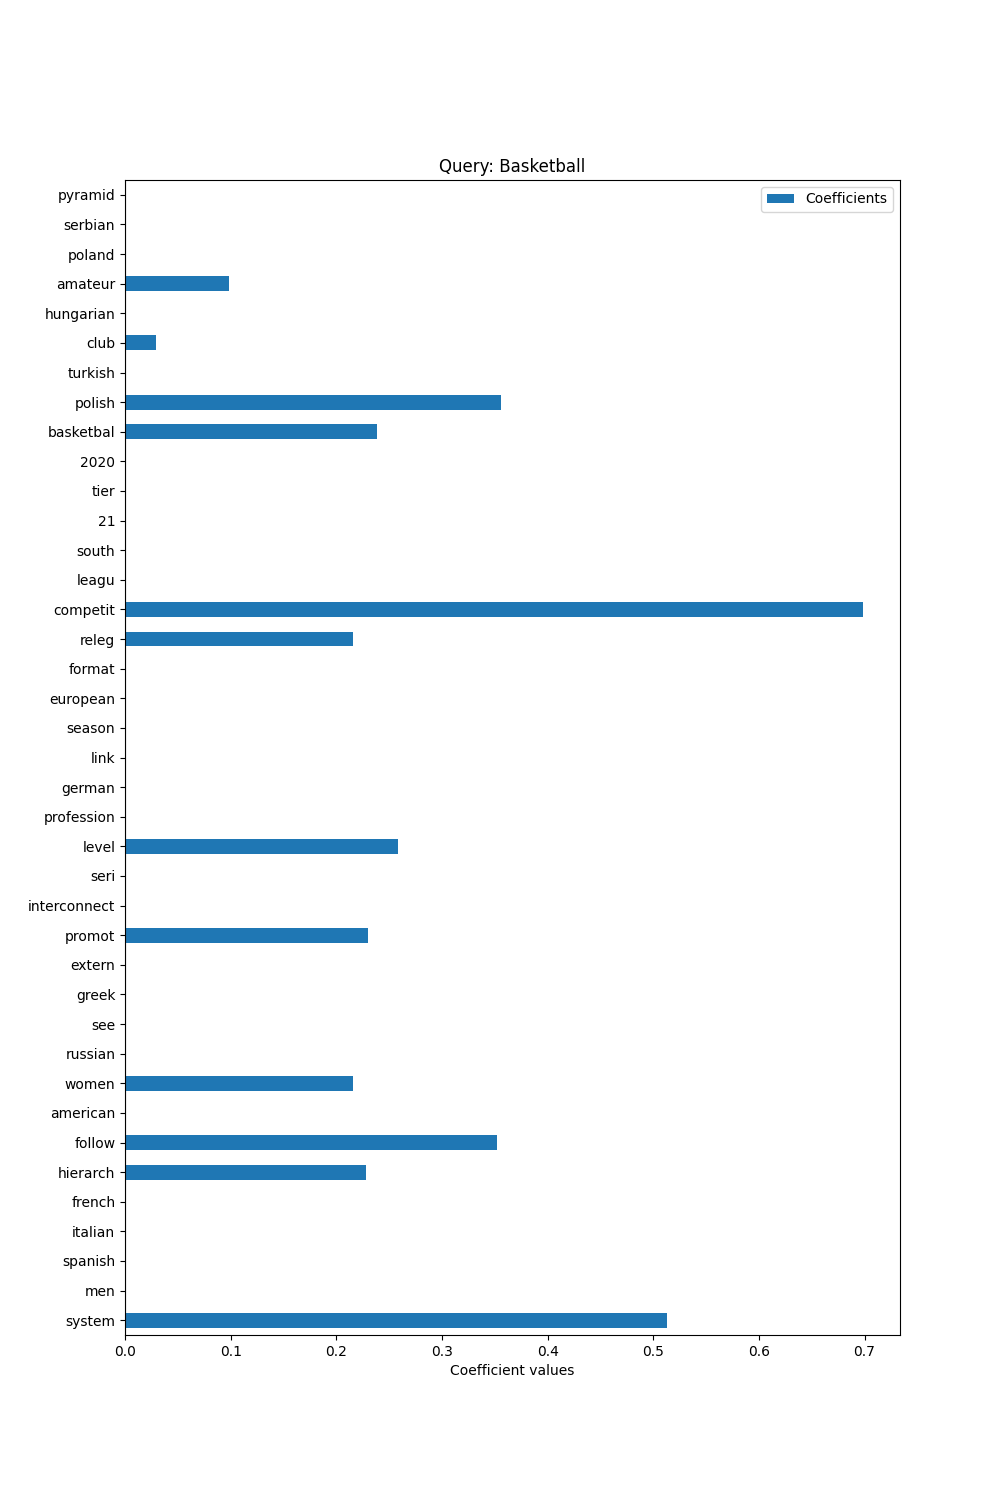 Query: Basketball
Coefficients
pyramid
serbian
poland
amateur
hungarian
club
turkish
polish
basketbal
2020
tier
21
south
leagu
competit
releg
format
european
season
link
german
profession
level
seri
interconnect
promot
extern
greek
see
russian
women
american
follow
hierarch
french
italian
spanish
men
system
0.0 0.1 0.2 0.3 0.4 0.5 0.6 0.7
Coefficient values